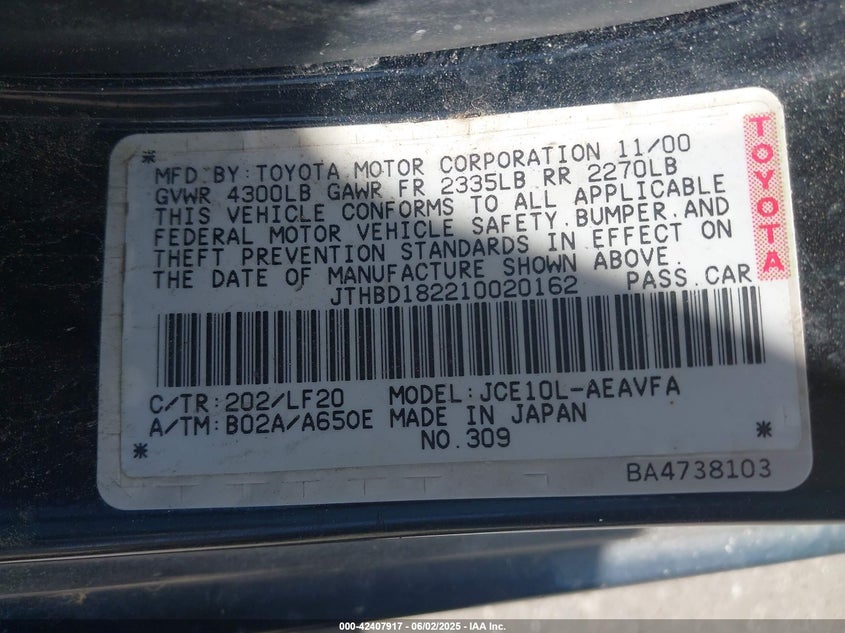 MFD BY: TOYOTA MOTOR CORPORATION 11/00
GVWR 4300LB GAWR FR 2335LB RR 2270LB
THIS VEHICLE CONFORMS TO ALL APPLICABLE
FEDERAL MOTOR VEHICLE SAFETY, BUMPER, AND
THEFT PREVENTION STANDARDS IN EFFECT ON
THE DATE OF MANUFACTURE SHOWN ABOVE.
JTHBD182210020162 PASS. CAR
TOYOTA
C/TR: 202/LF20 MODEL: JCE10L-AEAVFA
A/TM: B02A/A650E MADE IN JAPAN
NO. 309
BA4738103
000-42407917 - 06/02/2025 - IAA Inc.